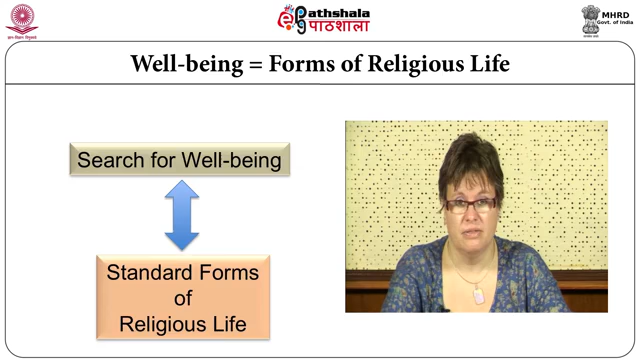 Pathshala
पाठशाला
MHRD
Govt. of India
Well-being = Forms of Religious Life
Search for Well-being
Standard Forms
of
Religious Life